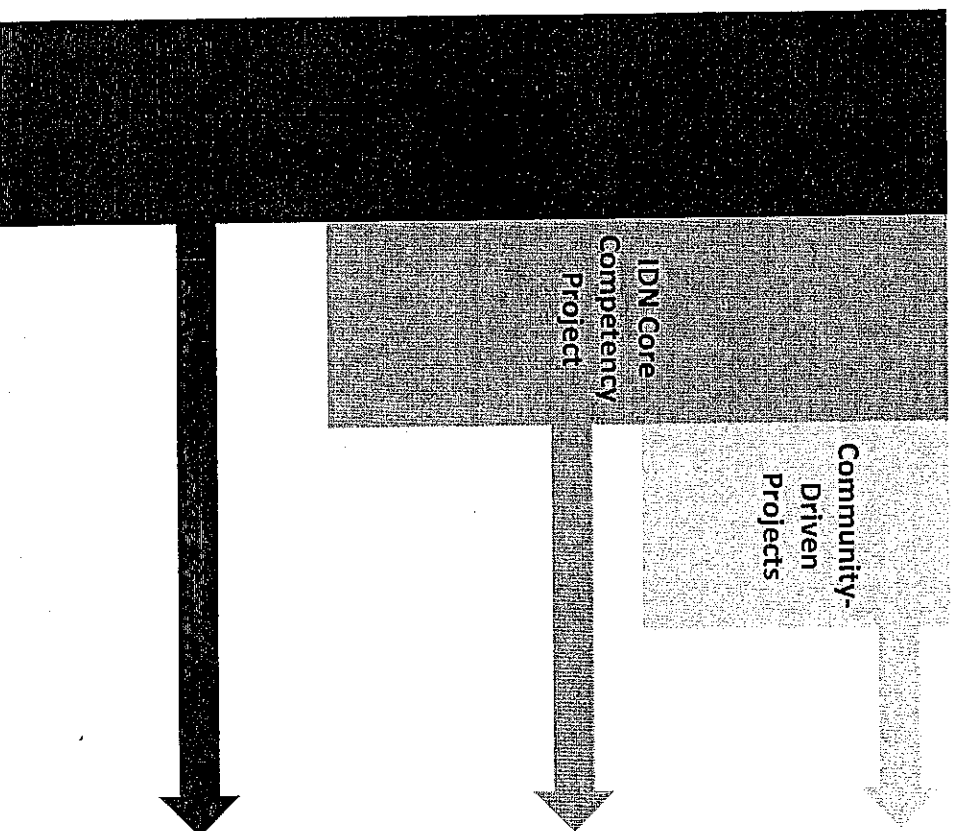 IDN Core
Competency
Project
Community-
Driven
Projects